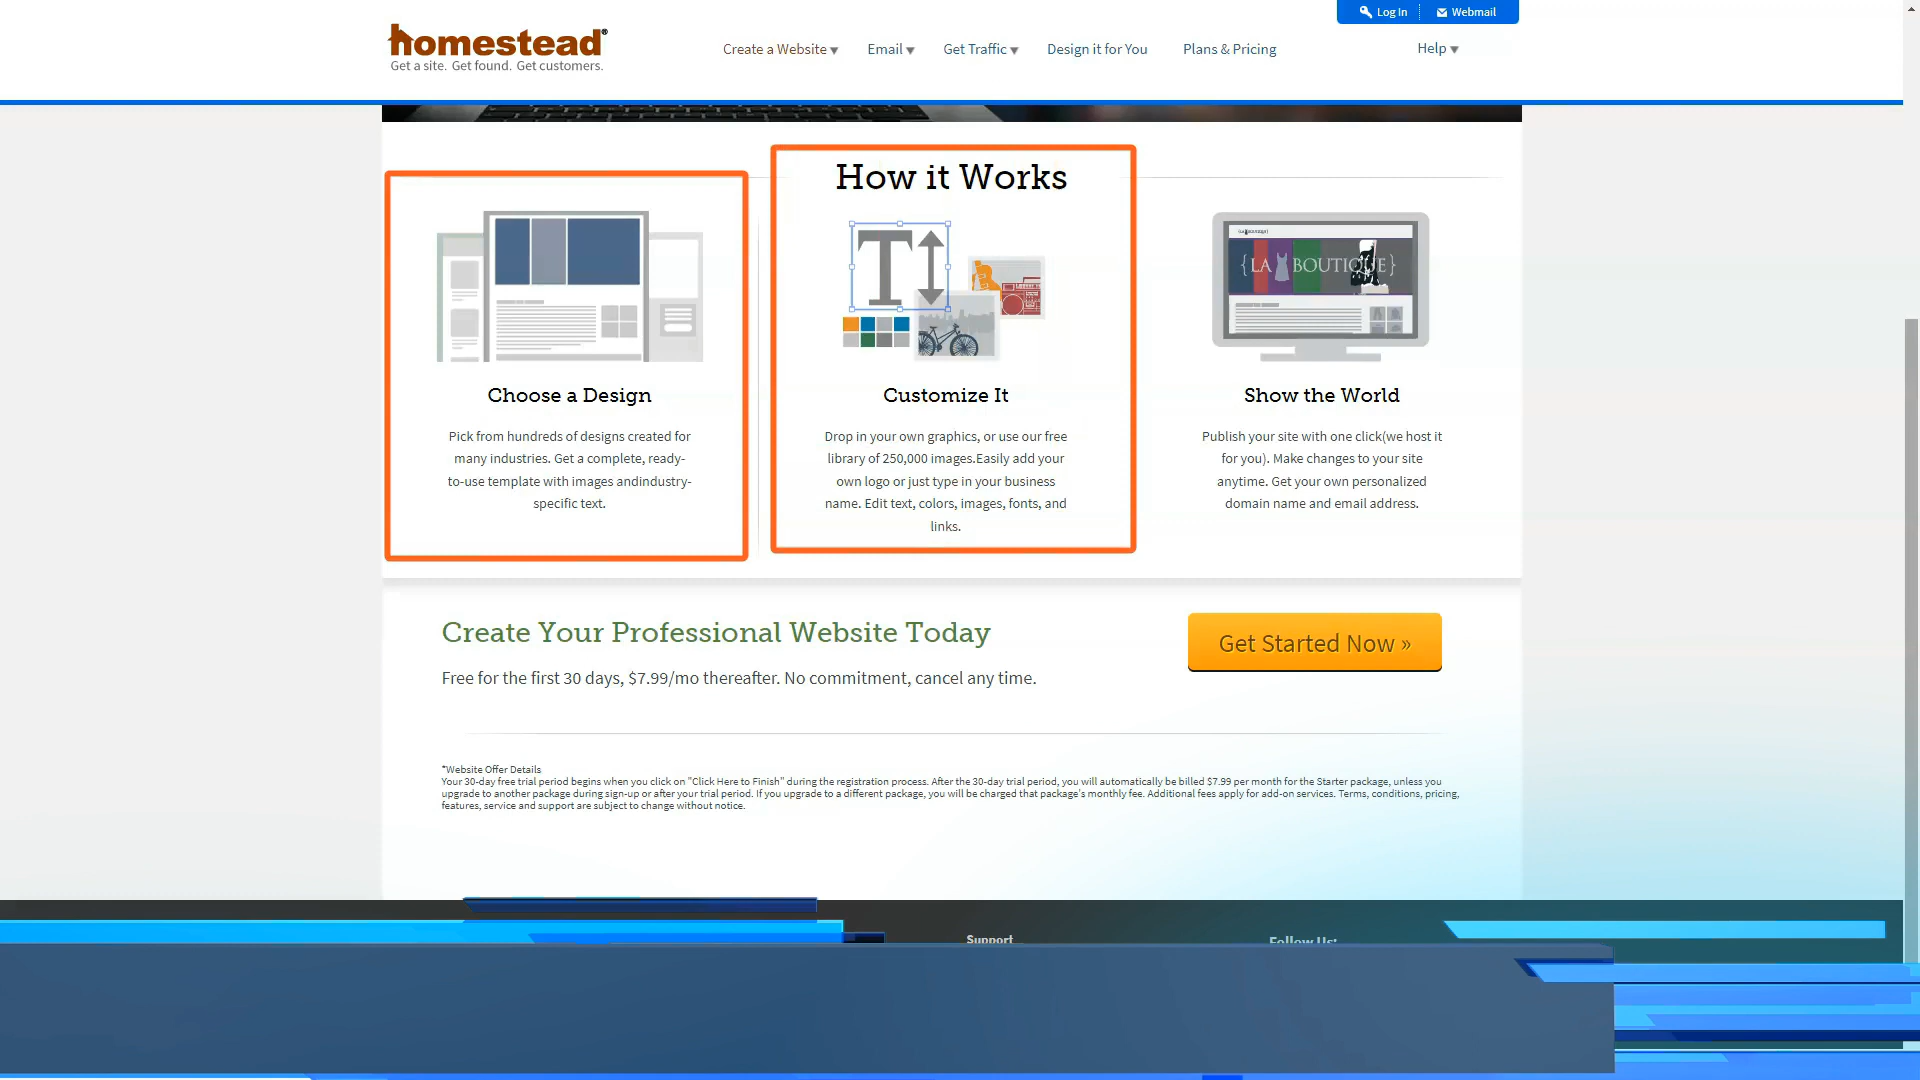 Log In
Webmail
homestead®
Get a site. Get found. Get customers.
Create a Website
Email
Get Traffic
Design it for You
Plans & Pricing
Help
How it Works
Choose a Design
Pick from hundreds of designs created for
many industries. Get a complete, ready-
to-use template with images andindustry-
specific text.
T
Customize It
Drop in your own graphics, or use our free
library of 250,000 images.Easily add your
own logo or just type in your business
name. Edit text, colors, images, fonts, and
links.
{LA BOUTIQUE}
Show the World
Publish your site with one click(we host it
for you). Make changes to your site
anytime. Get your own personalized
domain name and email address.
Create Your Professional Website Today
Free for the first 30 days, $7.99/mo thereafter. No commitment, cancel any time.
Get Started Now »
*Website Offer Details
Your 30-day free trial period begins when you click on "Click Here to Finish" during the registration process. After the 30-day trial period, you will automatically be billed $7.99 per month for the Starter package, unless you
upgrade to another package during sign-up or after your trial period. If you upgrade to a different package, you will be charged that package's monthly fee. Additional fees apply for add-on services. Terms, conditions, pricing,
features, service and support are subject to change without notice.
Support
Follow Us: